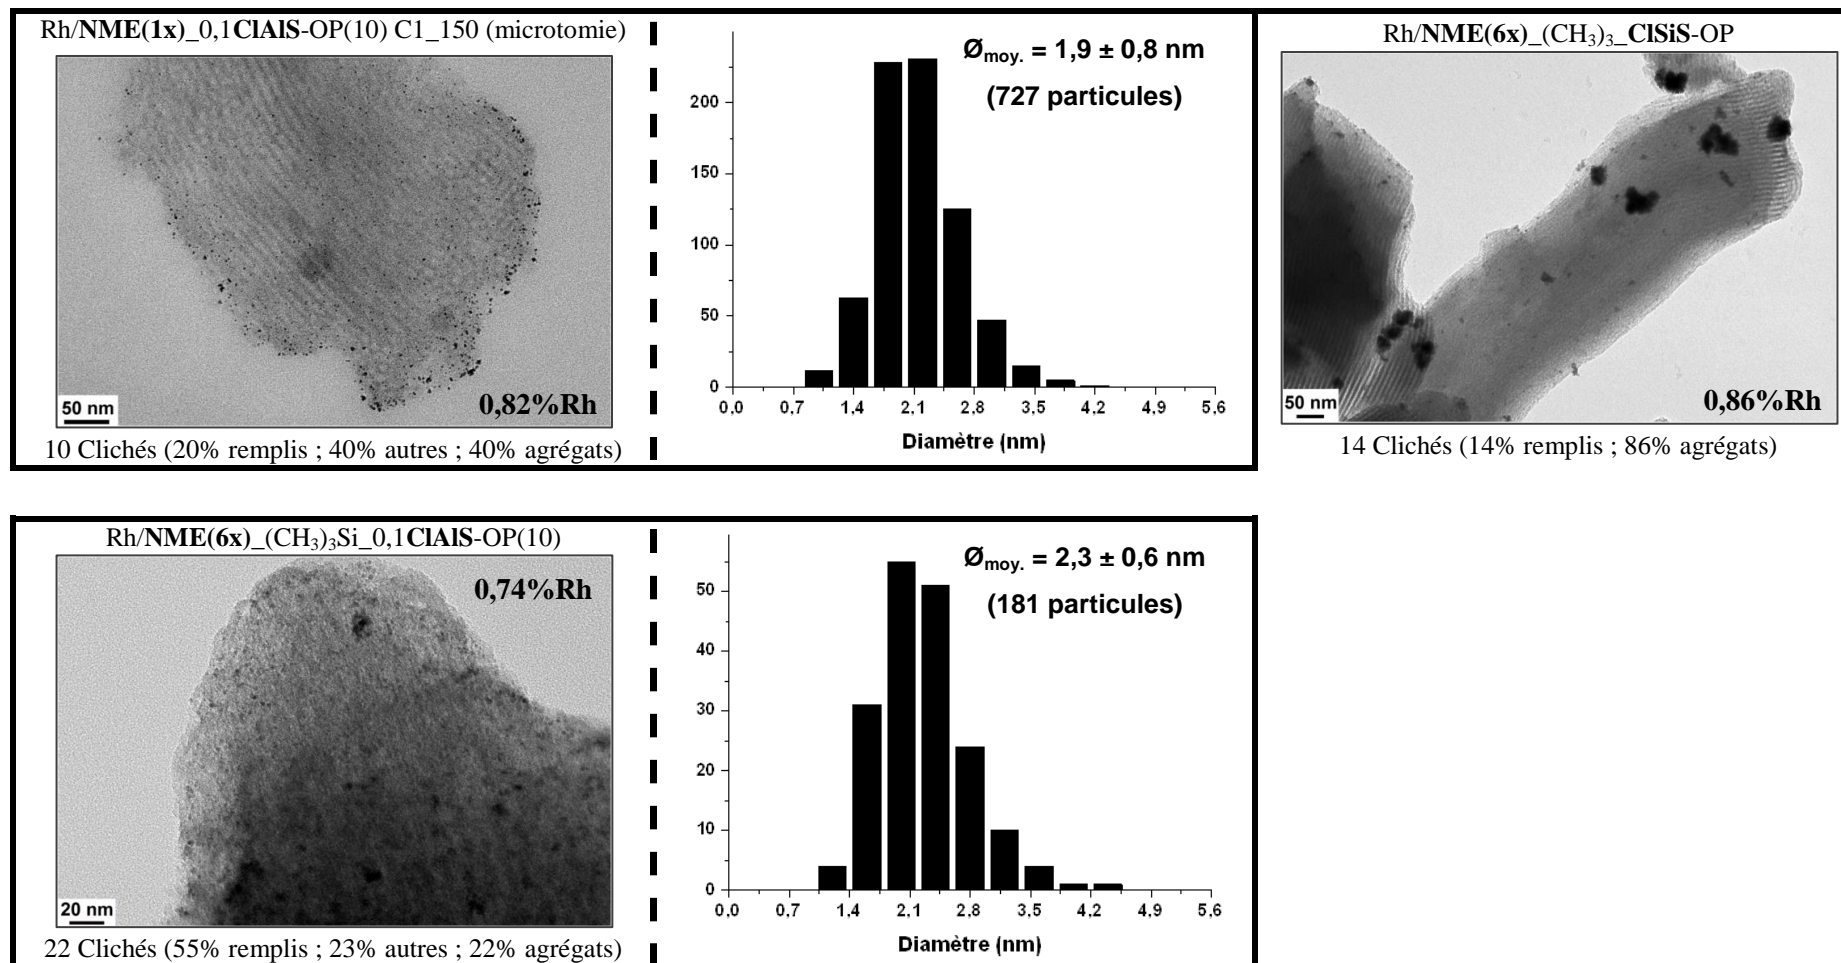 Rh/NME(1x)_0,1ClAlS-OP(10) C1_150 (microtomie)
50 nm
0,82%Rh
10 Clichés (20% remplis ; 40% autres ; 40% agrégats)
Ømoy. = 1,9 ± 0,8 nm
(727 particules)
200
150
100
50
0
0,0 0,7 1,4 2,1 2,8 3,5 4,2 4,9 5,6
Diamètre (nm)
Rh/NME(6x)_(CH3)3_ClSiS-OP
50 nm
0,86%Rh
14 Clichés (14% remplis ; 86% agrégats)
Rh/NME(6x)_(CH3)3Si_0,1ClAlS-OP(10)
0,74%Rh
20 nm
22 Clichés (55% remplis ; 23% autres ; 22% agrégats)
Ømoy. = 2,3 ± 0,6 nm
(181 particules)
50
40
30
20
10
0
0,0 0,7 1,4 2,1 2,8 3,5 4,2 4,9 5,6
Diamètre (nm)